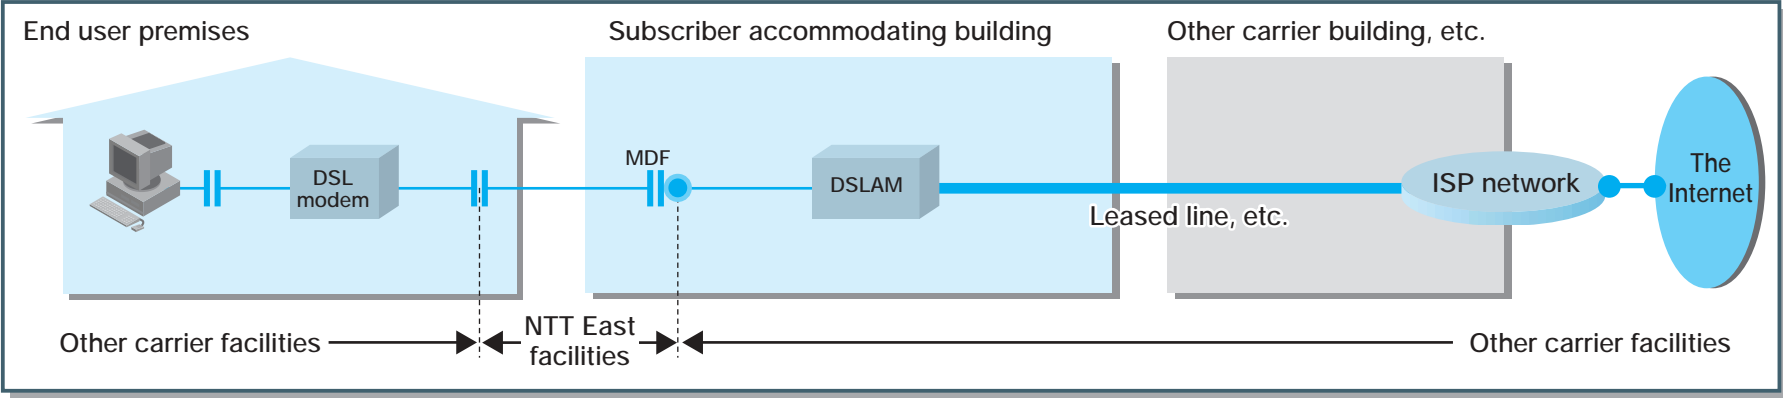 End user premises
Subscriber accommodating building
Other carrier building, etc.
DSL
modem
MDF
DSLAM
Leased line, etc.
ISP network
The
Internet
Other carrier facilities
NTT East
facilities
Other carrier facilities